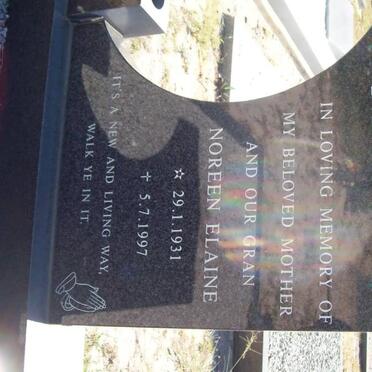 IN LOVING MEMORY OF
MY BELOVED MOTHER
AND OUR GRAN
NOREEN ELAINE
☆ 29.1.1931
✝ 5.7.1997
IT'S A NEW AND LIVING WAY,
WALK YE IN IT.